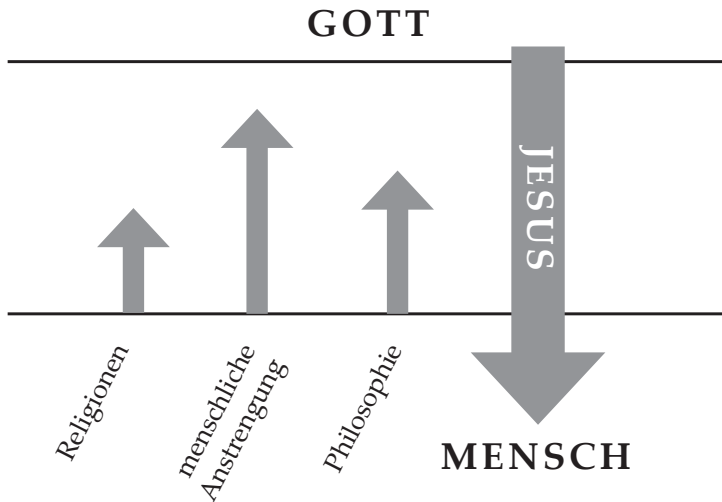 GOTT
JESUS
Religionen
menschliche
Anstrengung
Philosophie
MENSCH